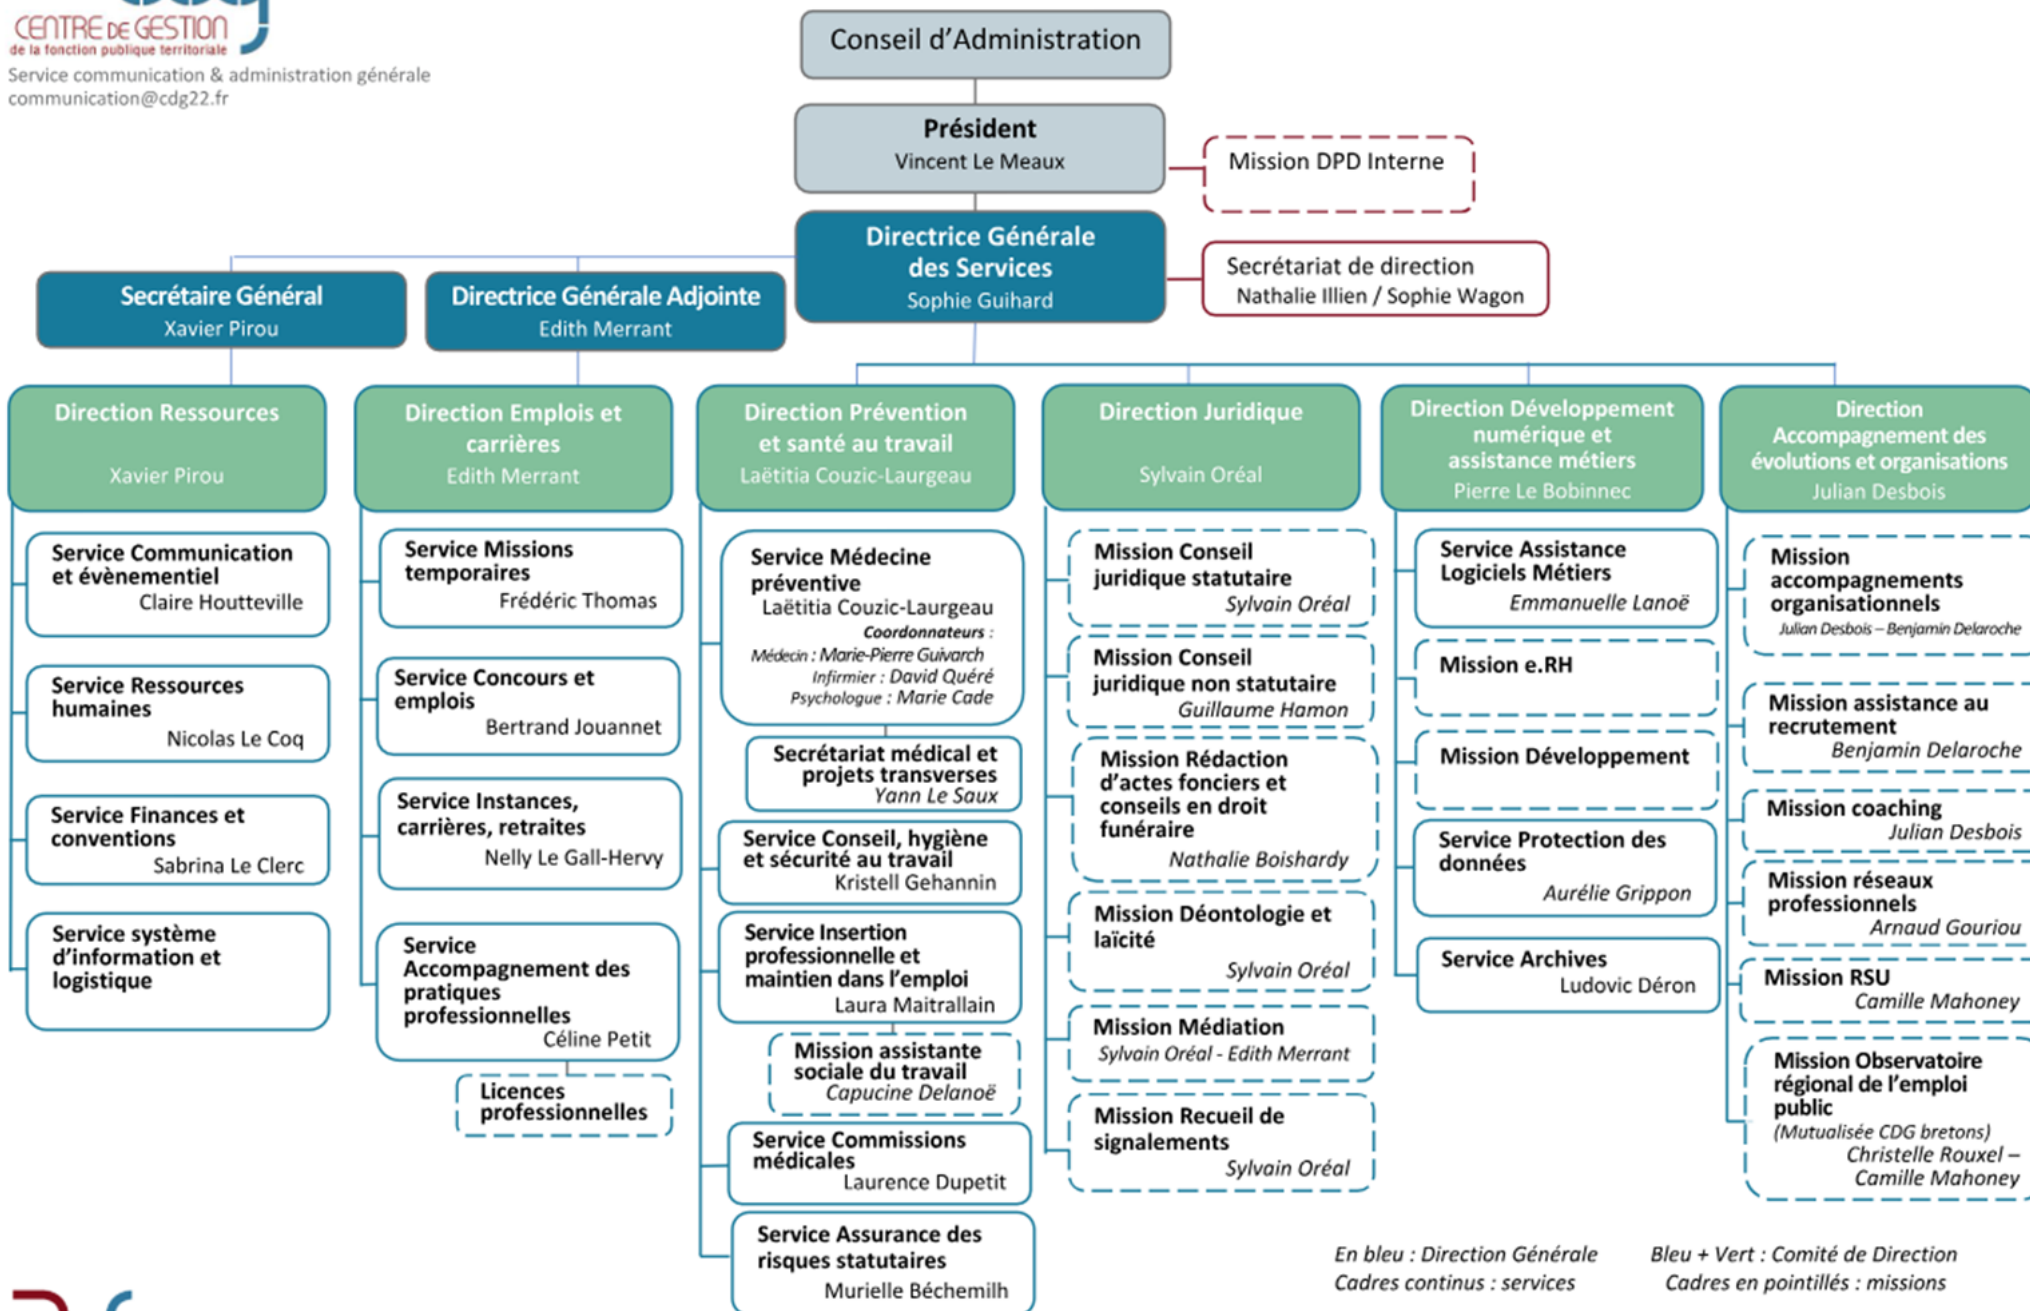 cdg
CENTRE DE GESTION
de la fonction publique territoriale
Service communication & administration générale
communication@cdg22.fr
Conseil d'Administration
Président
Vincent Le Meaux
Mission DPD Interne
Directrice Générale
des Services
Sophie Guihard
Secrétariat de direction
Nathalie Illien / Sophie Wagon
Secrétaire Général
Xavier Pirou
Directrice Générale Adjointe
Edith Merrant
Direction Ressources
Xavier Pirou
Service Communication
et évènementiel
Claire Houtteville
Service Ressources
humaines
Nicolas Le Coq
Service Finances et
conventions
Sabrina Le Clerc
Service système
d'information et
logistique
Direction Emplois et
carrières
Edith Merrant
Service Missions
temporaires
Frédéric Thomas
Service Concours et
emplois
Bertrand Jouannet
Service Instances,
carrières, retraites
Nelly Le Gall-Hervy
Service
Accompagnement des
pratiques
professionnelles
Céline Petit
Licences
professionnelles
Direction Prévention
et santé au travail
Laëtitia Couzic-Laurgeau
Service Médecine
préventive
Laëtitia Couzic-Laurgeau
Coordonnateurs :
Médecin : Marie-Pierre Guivarch
Infirmier : David Quéré
Psychologue : Marie Cade
Secrétariat médical et
projets transverses
Yann Le Saux
Service Conseil, hygiène
et sécurité au travail
Kristell Gehannin
Service Insertion
professionnelle et
maintien dans l'emploi
Laura Maitrallain
Mission assistante
sociale du travail
Capucine Delanoë
Service Commissions
médicales
Laurence Dupetit
Service Assurance des
risques statutaires
Murielle Béchemilh
Direction Juridique
Sylvain Oréal
Mission Conseil
juridique statutaire
Sylvain Oréal
Mission Conseil
juridique non statutaire
Guillaume Hamon
Mission Rédaction
d'actes fonciers et
conseils en droit
funéraire
Nathalie Boishardy
Mission Déontologie et
laïcité
Sylvain Oréal
Mission Médiation
Sylvain Oréal - Edith Merrant
Mission Recueil de
signalements
Sylvain Oréal
Direction Développement
numérique et
assistance métiers
Pierre Le Bobinnec
Service Assistance
Logiciels Métiers
Emmanuelle Lanoë
Mission e.RH
Mission Développement
Service Protection des
données
Aurélie Grippon
Service Archives
Ludovic Déron
Direction
Accompagnement des
évolutions et organisations
Julian Desbois
Mission
accompagnements
organisationnels
Julian Desbois – Benjamin Delaroche
Mission assistance au
recrutement
Benjamin Delaroche
Mission coaching
Julian Desbois
Mission réseaux
professionnels
Arnaud Gouriou
Mission RSU
Camille Mahoney
Mission Observatoire
régional de l'emploi
public
(Mutualisée CDG bretons)
Christelle Rouxel –
Camille Mahoney
En bleu : Direction Générale
Bleu + Vert : Comité de Direction
Cadres continus : services
Cadres en pointillés : missions